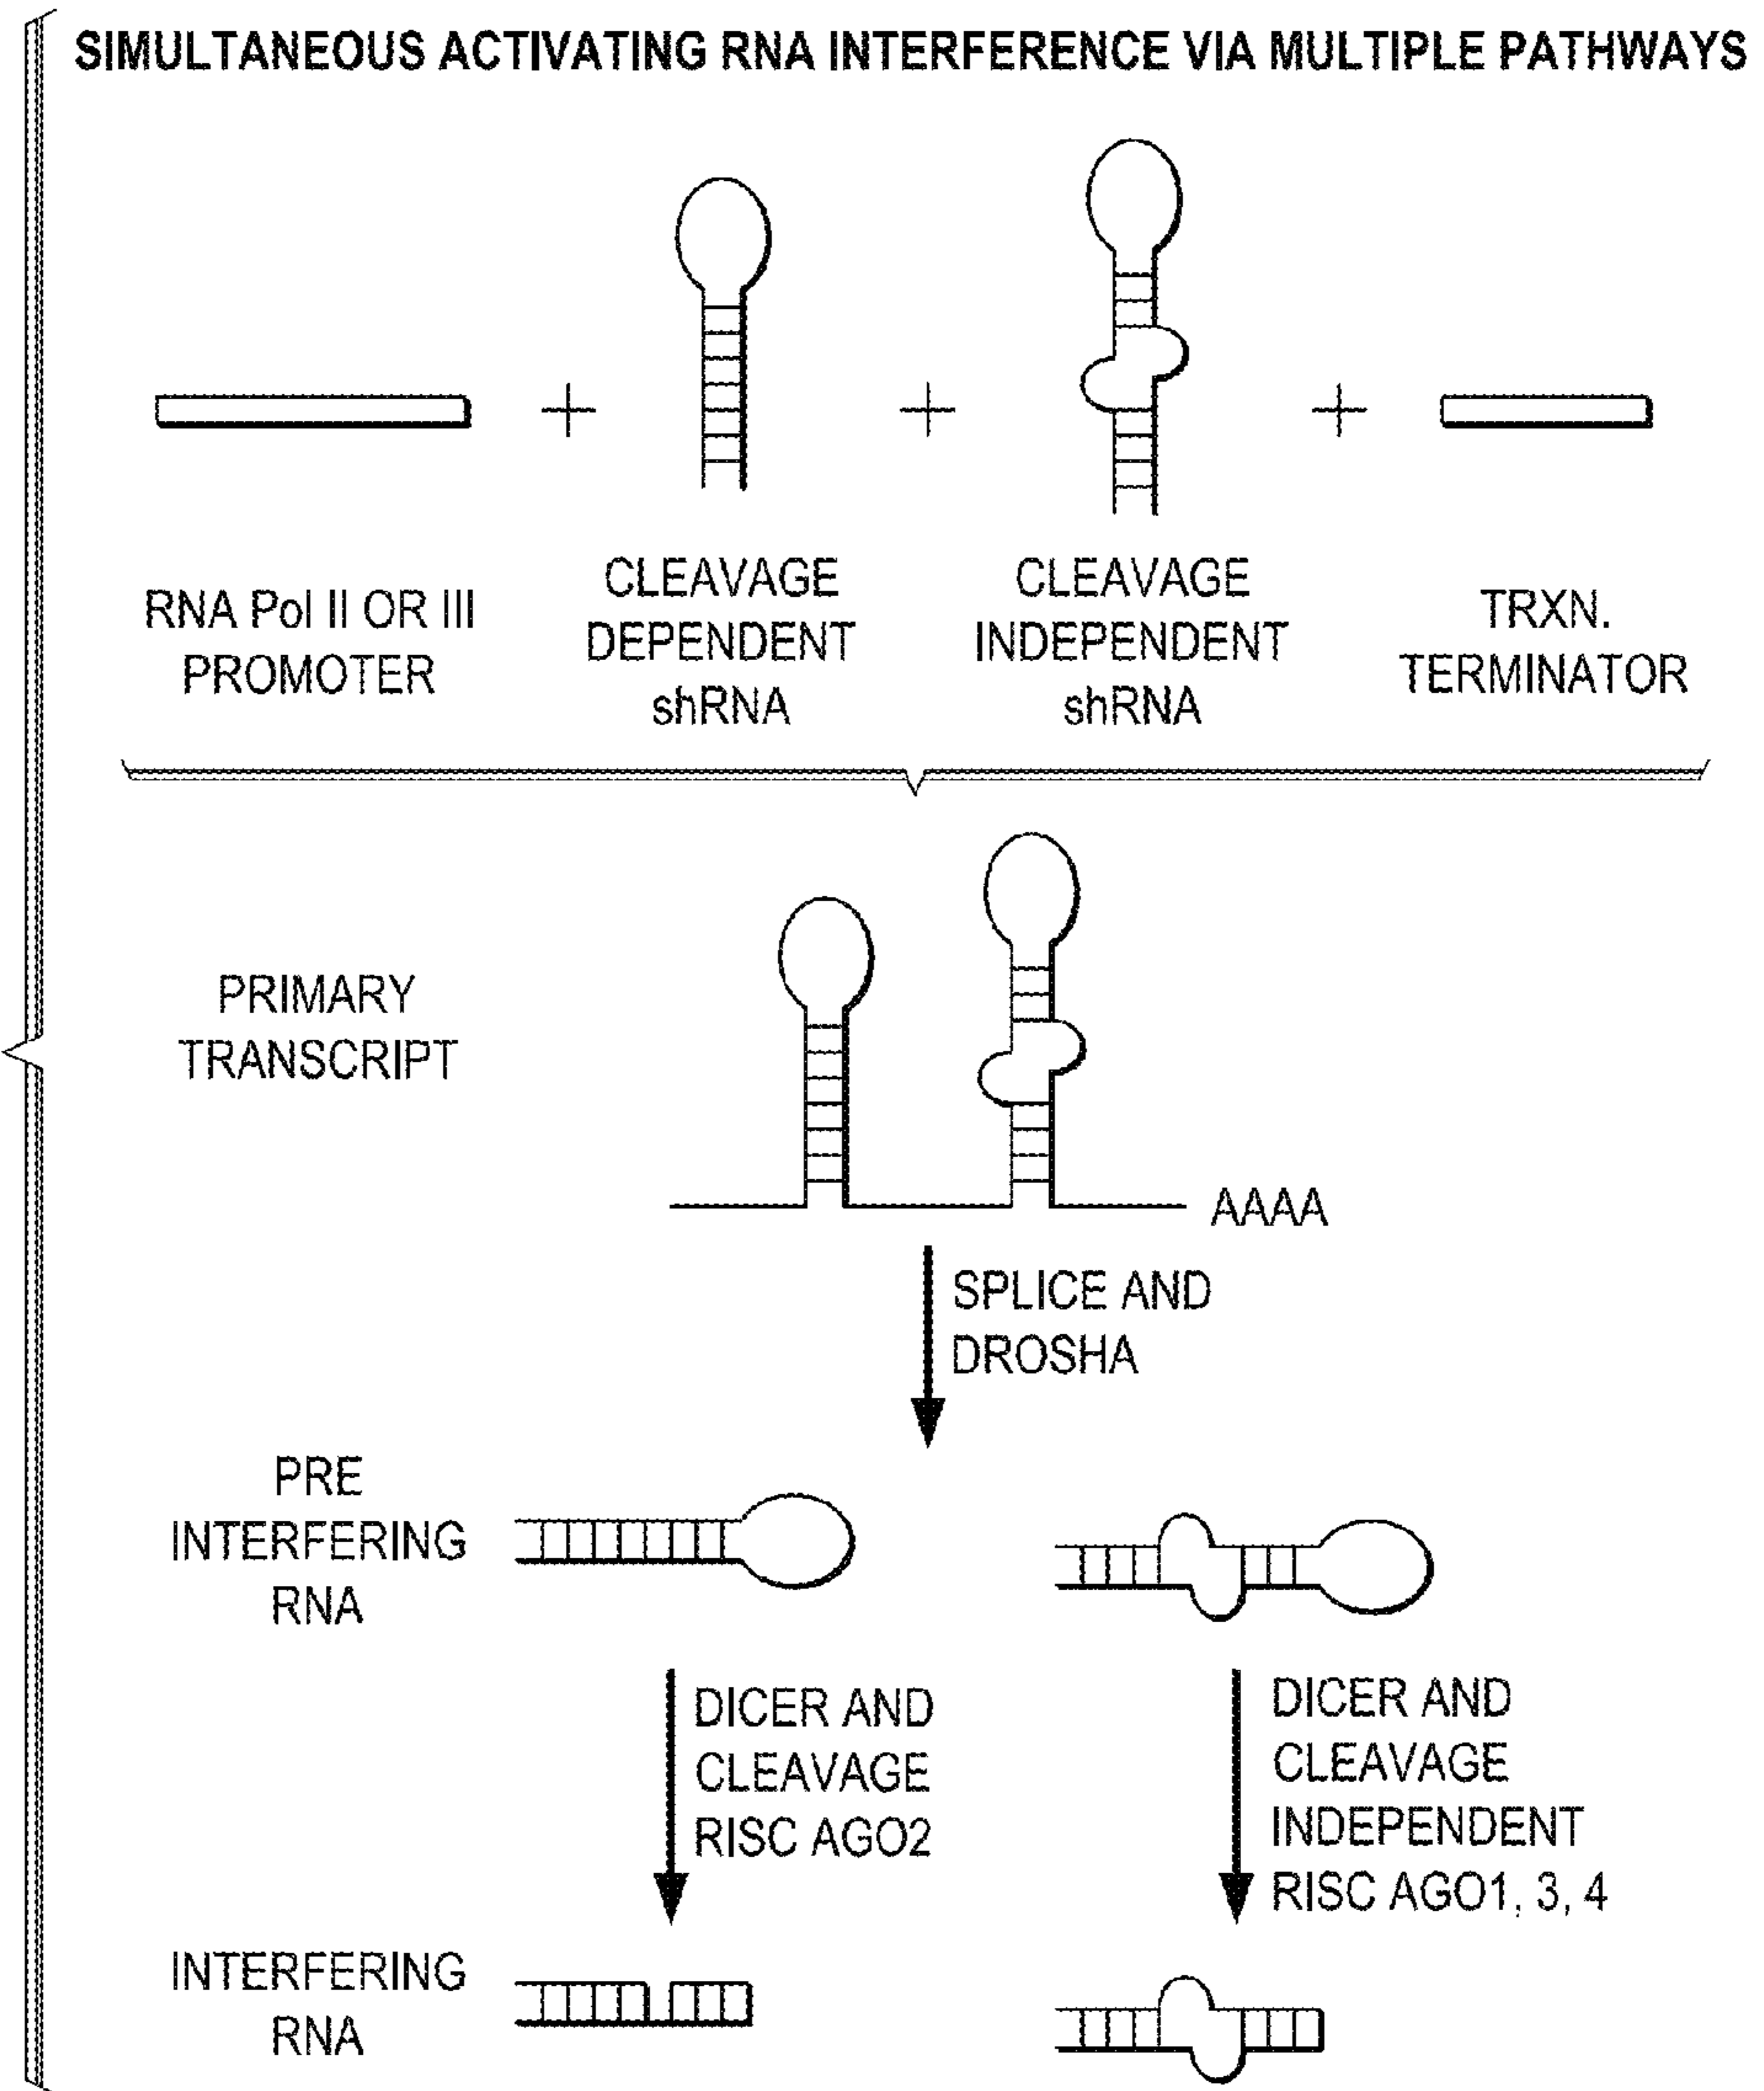 SIMULTANEOUS ACTIVATING RNA INTERFERENCE VIA MULTIPLE PATHWAYS
RNA Pol II OR III
PROMOTER
CLEAVAGE
DEPENDENT
shRNA
CLEAVAGE
INDEPENDENT
shRNA
TRXN.
TERMINATOR
PRIMARY
TRANSCRIPT
AAAA
SPLICE AND
DROSHA
PRE
INTERFERING
RNA
DICER AND
CLEAVAGE
RISC AGO2
DICER AND
CLEAVAGE
INDEPENDENT
RISC AGO1, 3, 4
INTERFERING
RNA